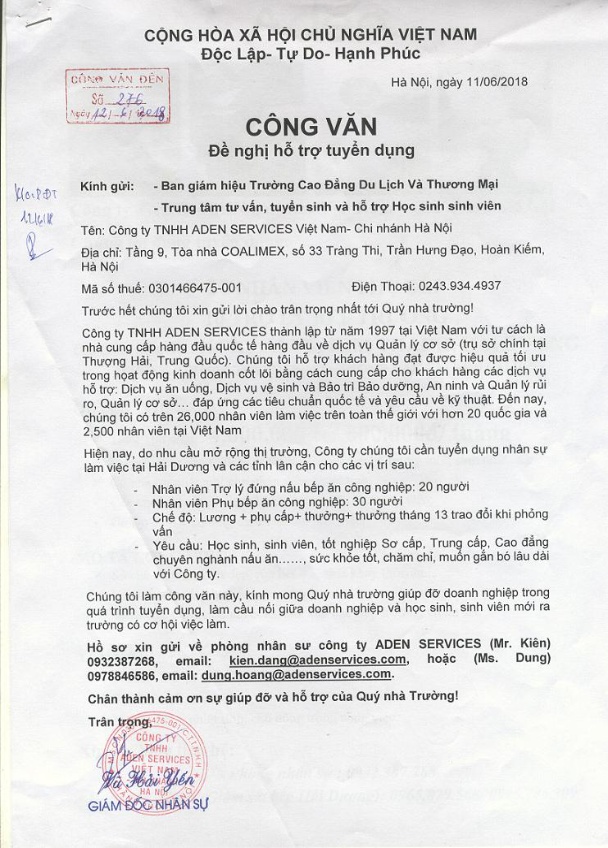 CỘNG HÒA XÃ HỘI CHỦ NGHĨA VIỆT NAM
Độc Lập- Tự Do- Hạnh Phúc
Hà Nội, ngày 11/06/2018
CÔNG VĂN ĐẾN
Số 276
Ngày 12/ 6/ 2018
CÔNG VĂN
Đề nghị hỗ trợ tuyển dụng
Kính gửi: - Ban giám hiệu Trường Cao Đẳng Du Lịch Và Thương Mại
- Trung tâm tư vấn, tuyển sinh và hỗ trợ Học sinh sinh viên
12/6/18
Tên: Công ty TNHH ADEN SERVICES Việt Nam- Chi nhánh Hà Nội
Địa chỉ: Tầng 9, Tòa nhà COALIMEX, số 33 Tràng Thi, Trần Hưng Đạo, Hoàn Kiếm,
Hà Nội
Mã số thuế: 0301466475-001 Điện Thoại: 0243.934.4937
Trước hết chúng tôi xin gửi lời chào trân trọng nhất tới Quý nhà trường!
Công ty TNHH ADEN SERVICES thành lập từ năm 1997 tại Việt Nam với tư cách là
nhà cung cấp hàng đầu quốc tế hàng đầu về dịch vụ Quản lý cơ sở (trụ sở chính tại
Thượng Hải, Trung Quốc). Chúng tôi hỗ trợ khách hàng đạt được hiệu quả tối ưu
trong họat động kinh doanh cốt lõi bằng cách cung cấp cho khách hàng các dịch vụ
hỗ trợ: Dịch vụ ăn uống, Dịch vụ vệ sinh và Bảo trì Bảo dưỡng, An ninh và Quản lý rủi
ro, Quản lý cơ sở... đáp ứng các tiêu chuẩn quốc tế và yêu cầu về kỹ thuật. Đến nay,
chúng tôi có trên 26,000 nhân viên làm việc trên toàn thế giới với hơn 20 quốc gia và
2,500 nhân viên tại Việt Nam
Hiện nay, do nhu cầu mở rộng thị trường, Công ty chúng tôi cần tuyển dụng nhân sự
làm việc tại Hải Dương và các tỉnh lân cận cho các vị trí sau:
- Nhân viên Trợ lý đứng nấu bếp ăn công nghiệp: 20 người
- Nhân viên Phụ bếp ăn công nghiệp: 30 người
- Chế độ: Lương + phụ cấp+ thưởng+ thưởng tháng 13 trao đổi khi phỏng
vấn
- Yêu cầu: Học sinh, sinh viên, tốt nghiệp Sơ cấp, Trung cấp, Cao đẳng
chuyên nghành nấu ăn……, sức khỏe tốt, chăm chỉ, muốn gắn bó lâu dài
với Công ty.
Chúng tôi làm công văn này, kính mong Quý nhà trường giúp đỡ doanh nghiệp trong
quá trình tuyển dụng, làm cầu nối giữa doanh nghiệp và học sinh, sinh viên mới ra
trường có cơ hội việc làm.
Hồ sơ xin gửi về phòng nhân sư công ty ADEN SERVICES (Mr. Kiên)
0932387268, email: kien.dang@adenservices.com, hoặc (Ms. Dung)
0978846586, email: dung.hoang@adenservices.com.
Chân thành cảm ơn sự giúp đỡ và hỗ trợ của Quý nhà Trường!
Trân trọng,
CÔNG TY
TNHH
ADEN SERVICES
VIỆT NAM
HÀ NỘI
Vũ Hải Yến
GIÁM ĐỐC NHÂN SỰ